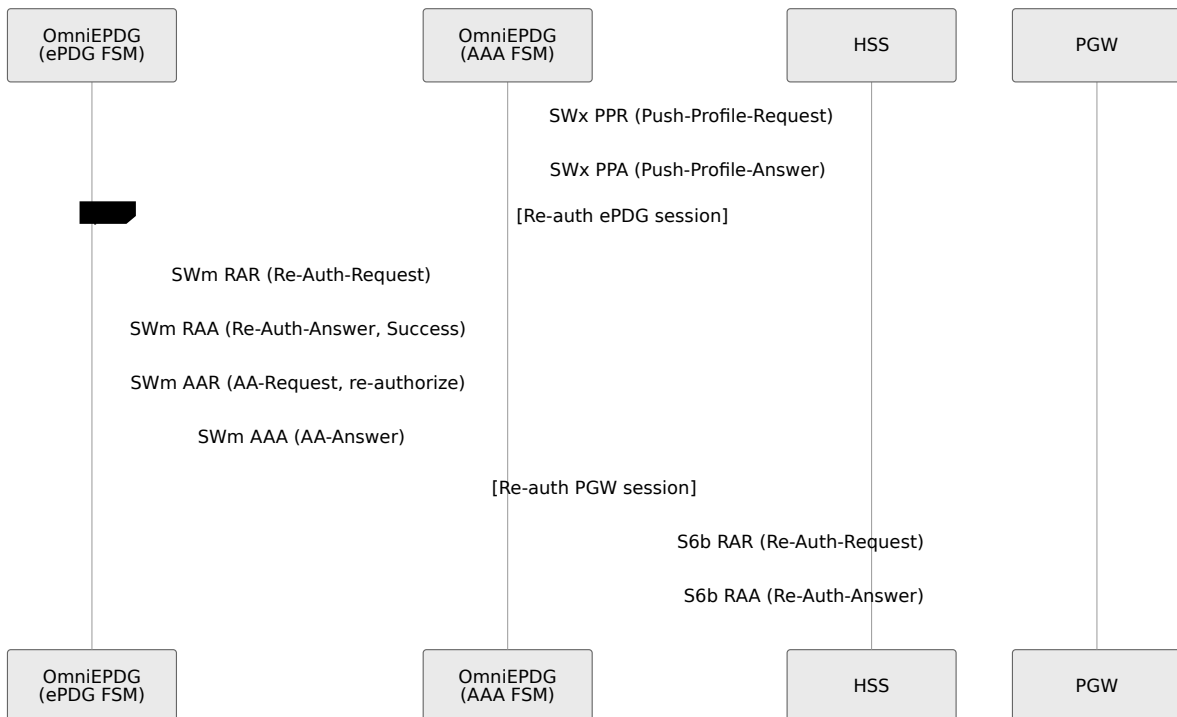 OmniEPDG
(ePDG FSM)
OmniEPDG
(AAA FSM)
HSS
PGW
SWx PPR (Push-Profile-Request)
SWx PPA (Push-Profile-Answer)
[Re-auth ePDG session]
SWm RAR (Re-Auth-Request)
SWm RAA (Re-Auth-Answer, Success)
SWm AAR (AA-Request, re-authorize)
SWm AAA (AA-Answer)
[Re-auth PGW session]
S6b RAR (Re-Auth-Request)
S6b RAA (Re-Auth-Answer)
OmniEPDG
(ePDG FSM)
OmniEPDG
(AAA FSM)
HSS
PGW